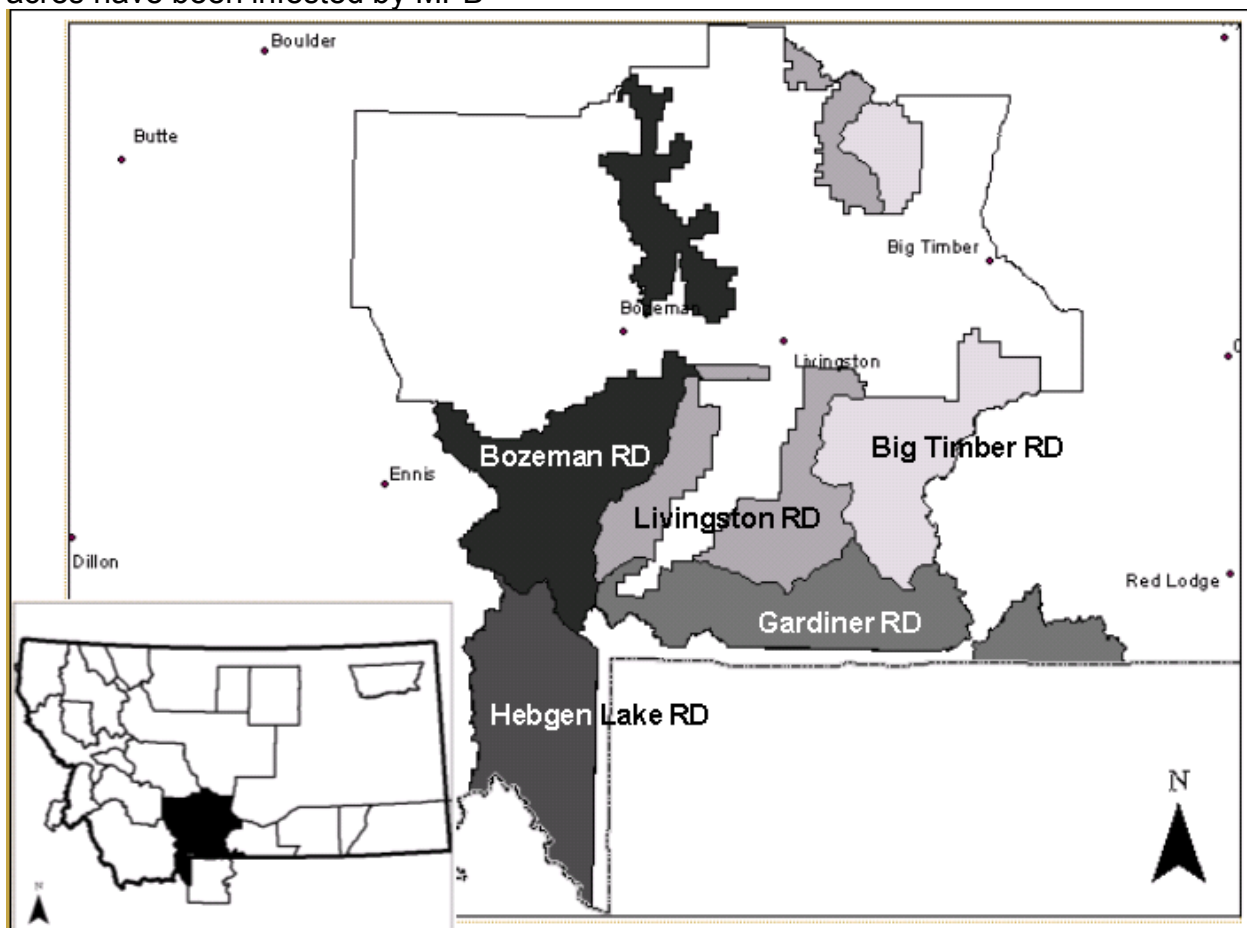 acres have been infested by MPB
Boulder
Butte
Big Timber
Bozeman
Livingston
Bozeman RD
Big Timber RD
Ennis
Livingston RD
Dillon
Red Lodge
Gardiner RD
Hebgen Lake RD
N
N